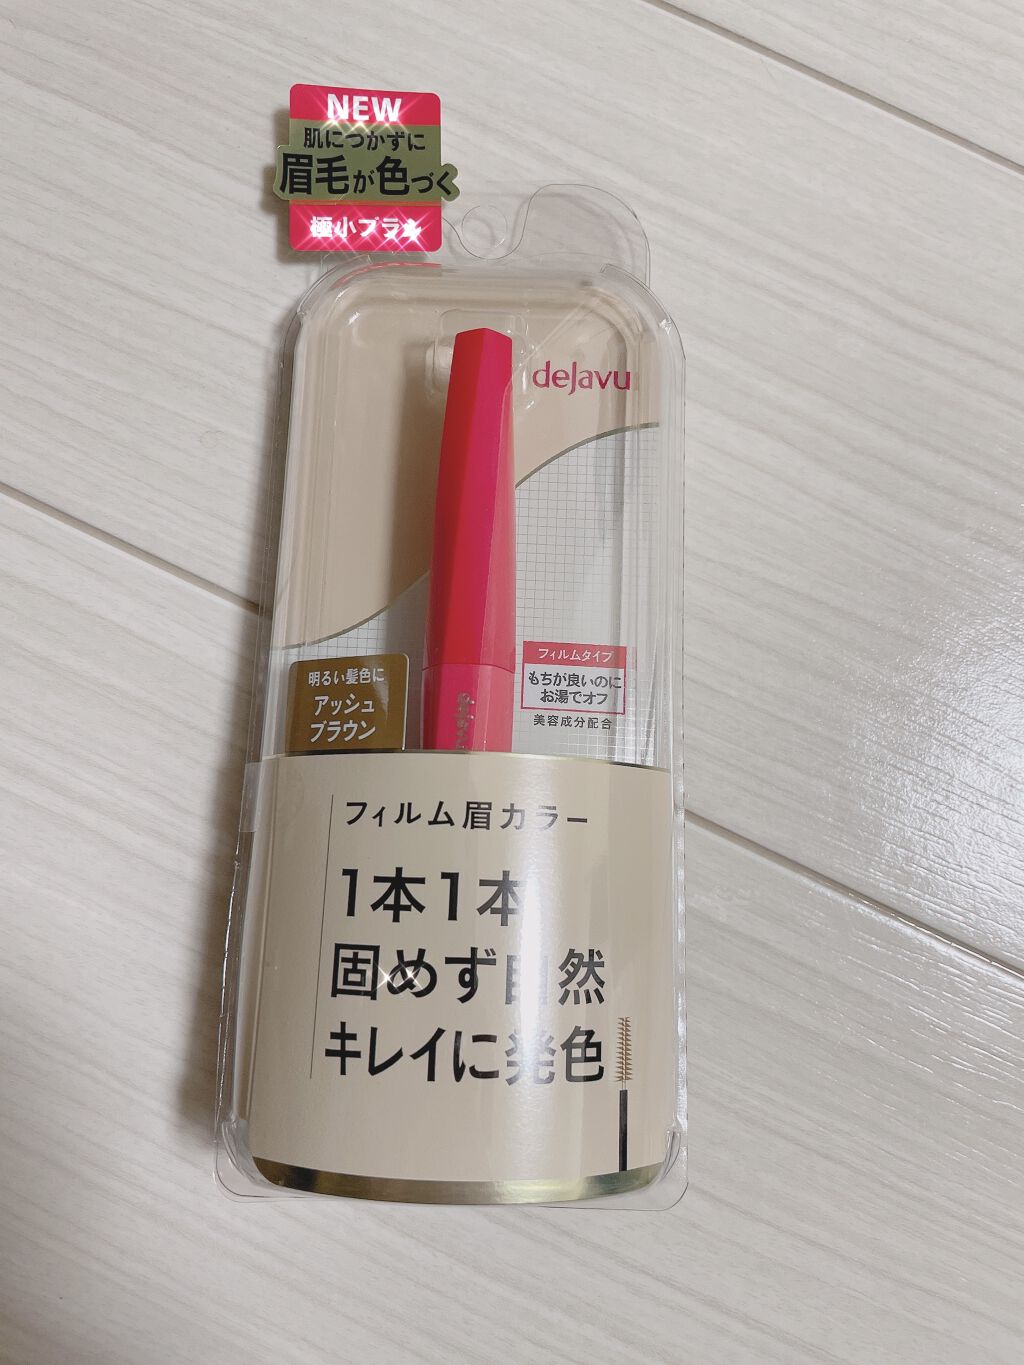 NEW
肌につかずに
眉毛が色づく
極小ブラシ
dejavu
明るい髪色に
アッシュ
ブラウン
フィルムタイプ
もちが良いのに
お湯でオフ
美容成分配合
フィルム眉カラー
1本1本
固めず自然
キレイに発色